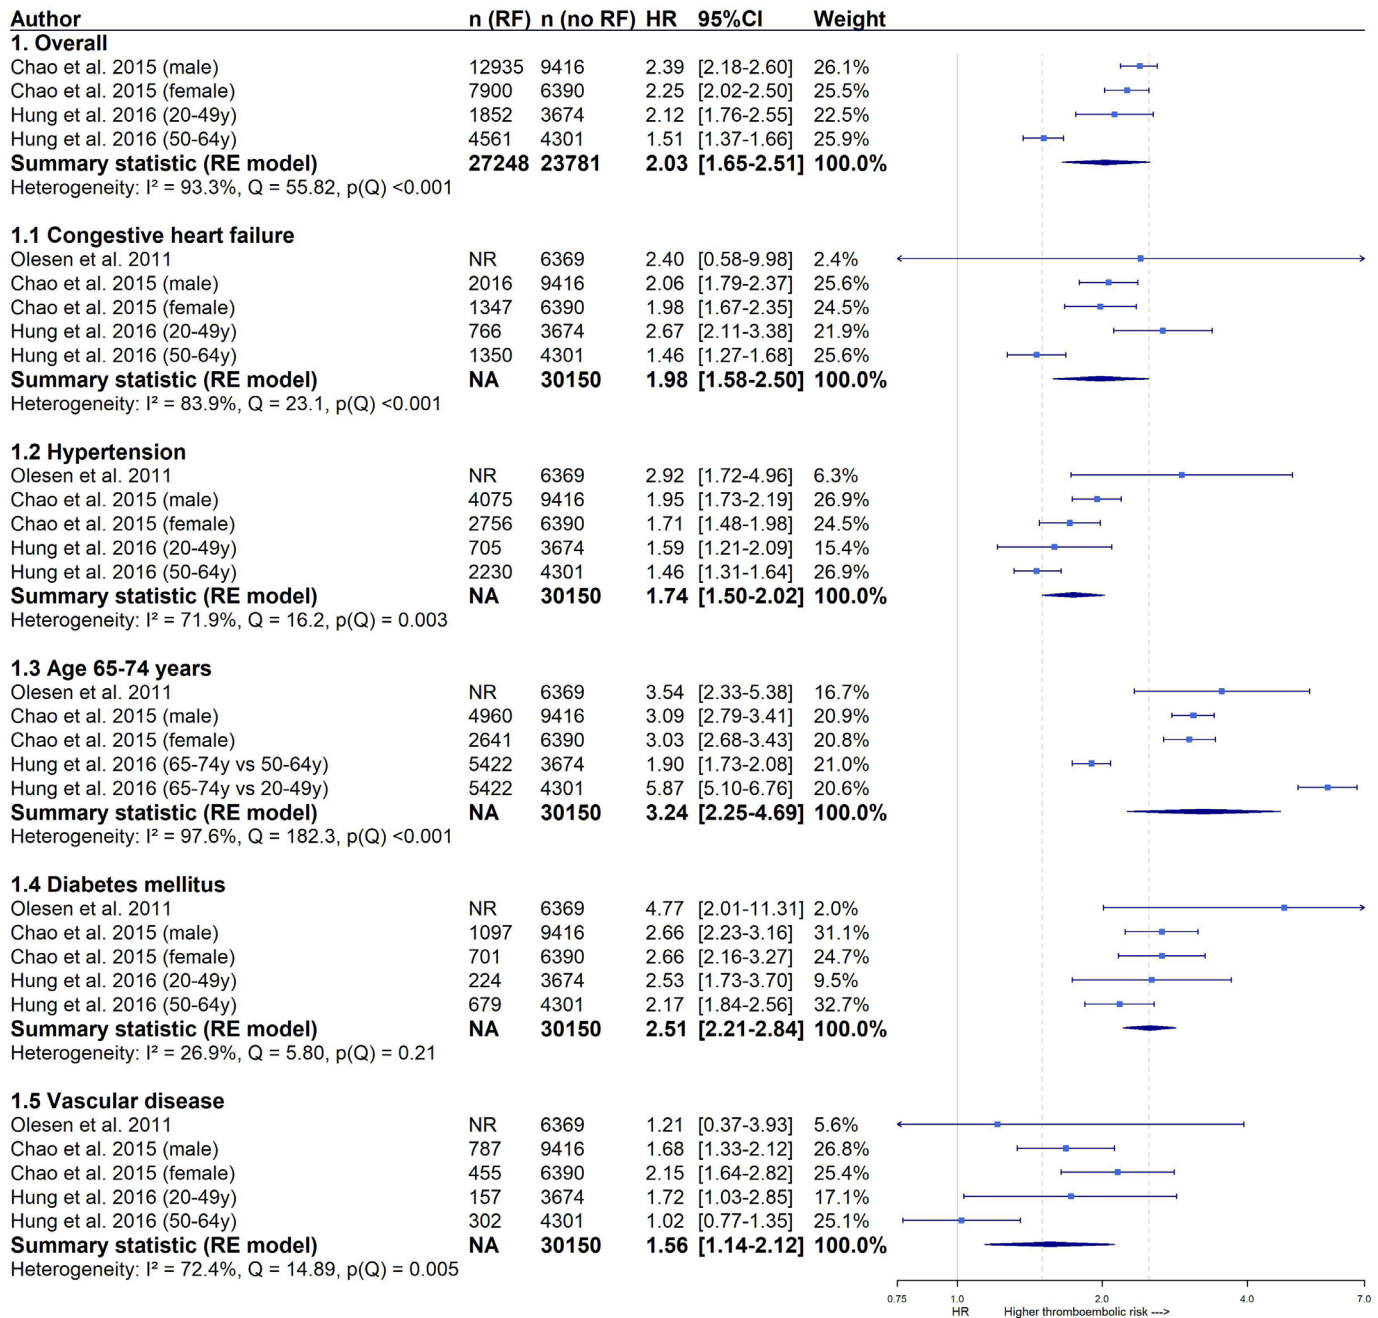 Author n (RF) n (no RF) HR 95%CI Weight
1. Overall
Chao et al. 2015 (male) 12935 9416 2.39 [2.18-2.60] 26.1%
Chao et al. 2015 (female) 7900 6390 2.25 [2.02-2.50] 25.5%
Hung et al. 2016 (20-49y) 1852 3674 2.12 [1.76-2.55] 22.5%
Hung et al. 2016 (50-64y) 4561 4301 1.51 [1.37-1.66] 25.9%
Summary statistic (RE model) 27248 23781 2.03 [1.65-2.51] 100.0%
Heterogeneity: I² = 93.3%, Q = 55.82, p(Q) <0.001
1.1 Congestive heart failure
Olesen et al. 2011 NR 6369 2.40 [0.58-9.98] 2.4%
Chao et al. 2015 (male) 2016 9416 2.06 [1.79-2.37] 25.6%
Chao et al. 2015 (female) 1347 6390 1.98 [1.67-2.35] 24.5%
Hung et al. 2016 (20-49y) 766 3674 2.67 [2.11-3.38] 21.9%
Hung et al. 2016 (50-64y) 1350 4301 1.46 [1.27-1.68] 25.6%
Summary statistic (RE model) NA 30150 1.98 [1.58-2.50] 100.0%
Heterogeneity: I² = 83.9%, Q = 23.1, p(Q) <0.001
1.2 Hypertension
Olesen et al. 2011 NR 6369 2.92 [1.72-4.96] 6.3%
Chao et al. 2015 (male) 4075 9416 1.95 [1.73-2.19] 26.9%
Chao et al. 2015 (female) 2756 6390 1.71 [1.48-1.98] 24.5%
Hung et al. 2016 (20-49y) 705 3674 1.59 [1.21-2.09] 15.4%
Hung et al. 2016 (50-64y) 2230 4301 1.46 [1.31-1.64] 26.9%
Summary statistic (RE model) NA 30150 1.74 [1.50-2.02] 100.0%
Heterogeneity: I² = 71.9%, Q = 16.2, p(Q) = 0.003
1.3 Age 65-74 years
Olesen et al. 2011 NR 6369 3.54 [2.33-5.38] 16.7%
Chao et al. 2015 (male) 4960 9416 3.09 [2.79-3.41] 20.9%
Chao et al. 2015 (female) 2641 6390 3.03 [2.68-3.43] 20.8%
Hung et al. 2016 (65-74y vs 50-64y) 5422 3674 1.90 [1.73-2.08] 21.0%
Hung et al. 2016 (65-74y vs 20-49y) 5422 4301 5.87 [5.10-6.76] 20.6%
Summary statistic (RE model) NA 30150 3.24 [2.25-4.69] 100.0%
Heterogeneity: I² = 97.6%, Q = 182.3, p(Q) <0.001
1.4 Diabetes mellitus
Olesen et al. 2011 NR 6369 4.77 [2.01-11.31] 2.0%
Chao et al. 2015 (male) 1097 9416 2.66 [2.23-3.16] 31.1%
Chao et al. 2015 (female) 701 6390 2.66 [2.16-3.27] 24.7%
Hung et al. 2016 (20-49y) 224 3674 2.53 [1.73-3.70] 9.5%
Hung et al. 2016 (50-64y) 679 4301 2.17 [1.84-2.56] 32.7%
Summary statistic (RE model) NA 30150 2.51 [2.21-2.84] 100.0%
Heterogeneity: I² = 26.9%, Q = 5.80, p(Q) = 0.21
1.5 Vascular disease
Olesen et al. 2011 NR 6369 1.21 [0.37-3.93] 5.6%
Chao et al. 2015 (male) 787 9416 1.68 [1.33-2.12] 26.8%
Chao et al. 2015 (female) 455 6390 2.15 [1.64-2.82] 25.4%
Hung et al. 2016 (20-49y) 157 3674 1.72 [1.03-2.85] 17.1%
Hung et al. 2016 (50-64y) 302 4301 1.02 [0.77-1.35] 25.1%
Summary statistic (RE model) NA 30150 1.56 [1.14-2.12] 100.0%
Heterogeneity: I² = 72.4%, Q = 14.89, p(Q) = 0.005
0.75 1.0 2.0 4.0 7.0
HR Higher thromboembolic risk --->